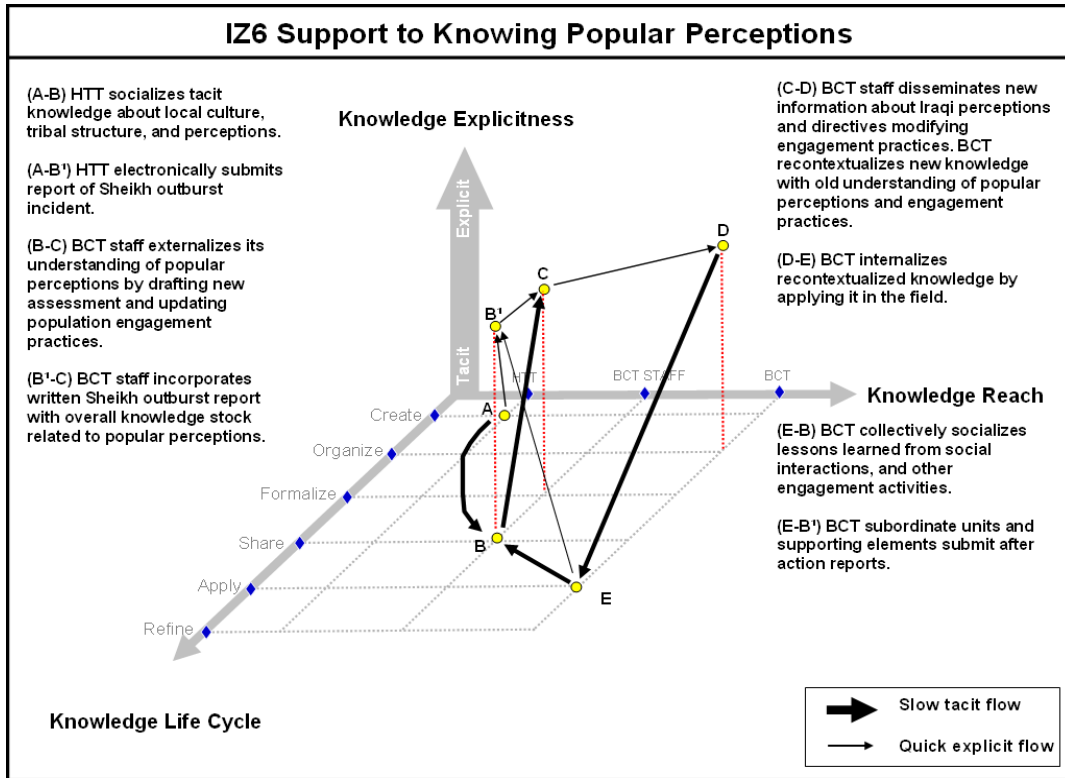 IZ6 Support to Knowing Popular Perceptions
(A-B) HTT socializes tacit
knowledge about local culture,
tribal structure, and perceptions.
(A-B¹) HTT electronically submits
report of Sheikh outburst
incident.
(B-C) BCT staff externalizes its
understanding of popular
perceptions by drafting new
assessment and updating
population engagement
practices.
(B¹-C) BCT staff incorporates
written Sheikh outburst report
with overall knowledge stock
related to popular perceptions.
Knowledge Explicitness
(C-D) BCT staff disseminates new
information about Iraqi perceptions
and directives modifying
engagement practices. BCT
recontextualizes new knowledge
with old understanding of popular
perceptions and engagement
practices.
(D-E) BCT internalizes
recontextualized knowledge by
applying it in the field.
Explicit
Tacit
D
C
B¹
HTT
BCT STAFF
BCT
Knowledge Reach
A
B
E
Create
Organize
Formalize
Share
Apply
Refine
(E-B) BCT collectively socializes
lessons learned from social
interactions, and other
engagement activities.
(E-B¹) BCT subordinate units and
supporting elements submit after
action reports.
Knowledge Life Cycle
Slow tacit flow
Quick explicit flow